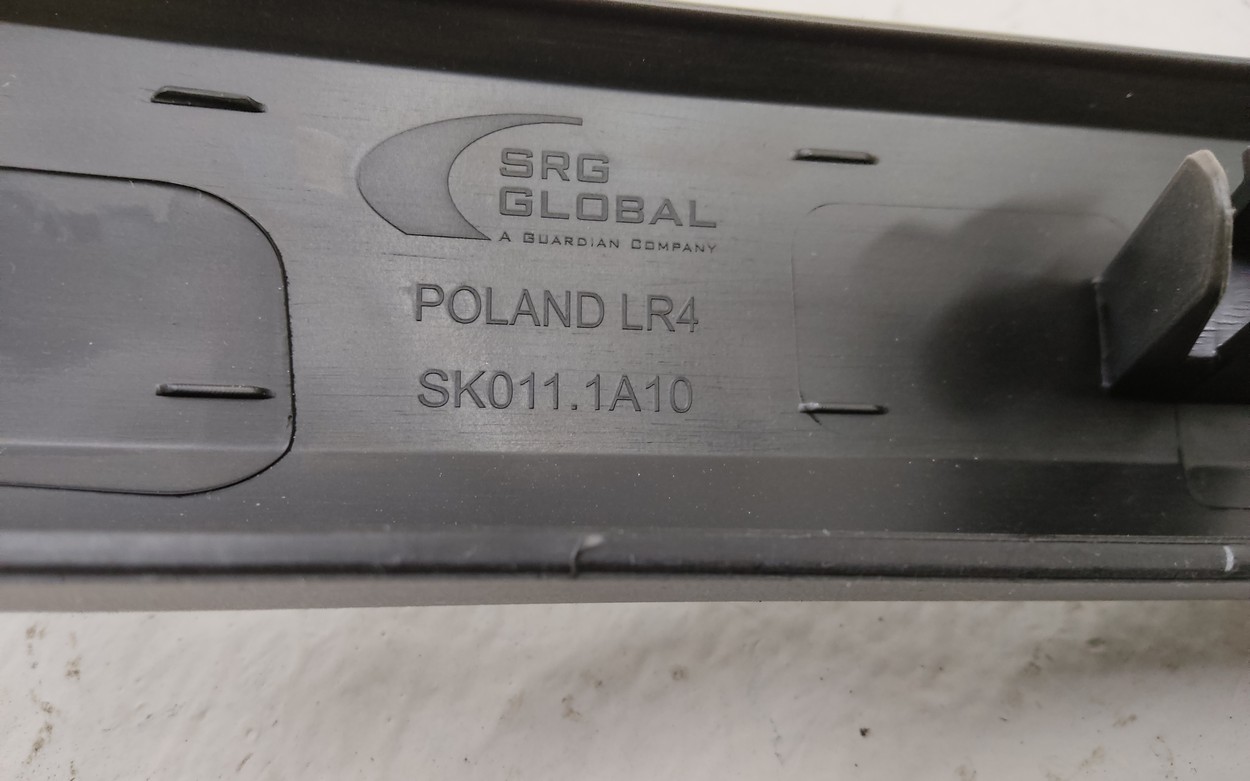 SRG
GLOBAL
A GUARDIAN COMPANY
POLAND LR4
SK011.1A10